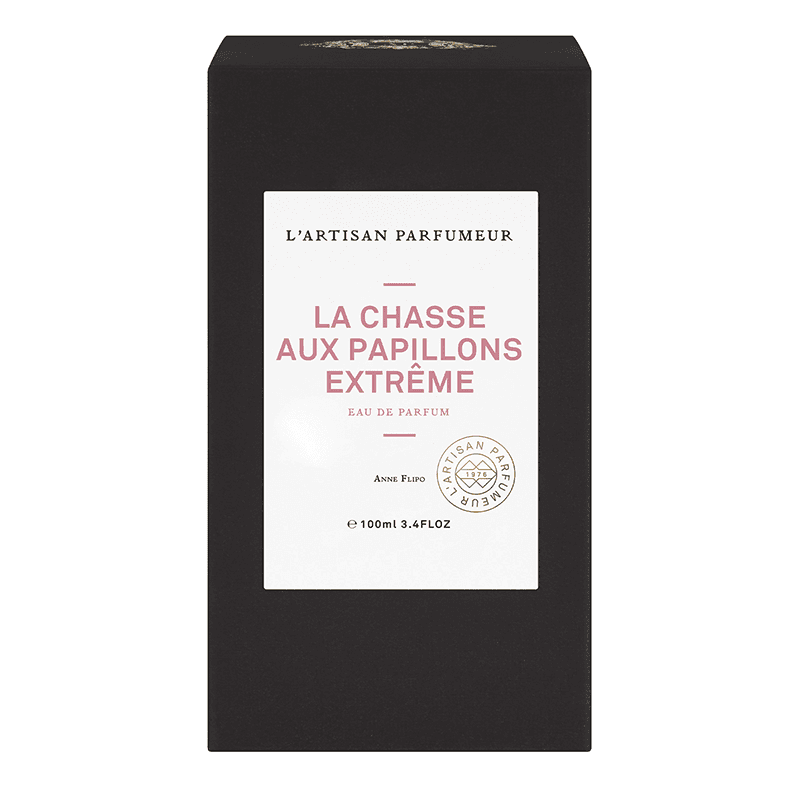 L'ARTISAN PARFUMEUR
LA CHASSE
AUX PAPILLONS
EXTRÊME
EAU DE PARFUM
ANNE FLIPO
L'ARTISAN PARFUMEUR
1976
℮ 100ml 3.4FLOZ